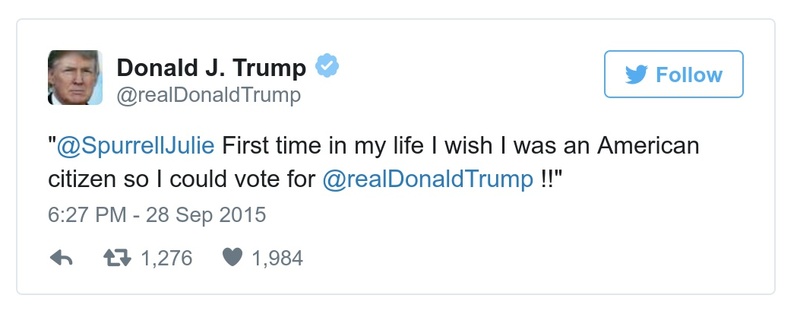 Donald J. Trump
@realDonaldTrump
Follow
"@SpurrellJulie First time in my life I wish I was an American
citizen so I could vote for @realDonaldTrump !!"
6:27 PM - 28 Sep 2015
1,276 1,984